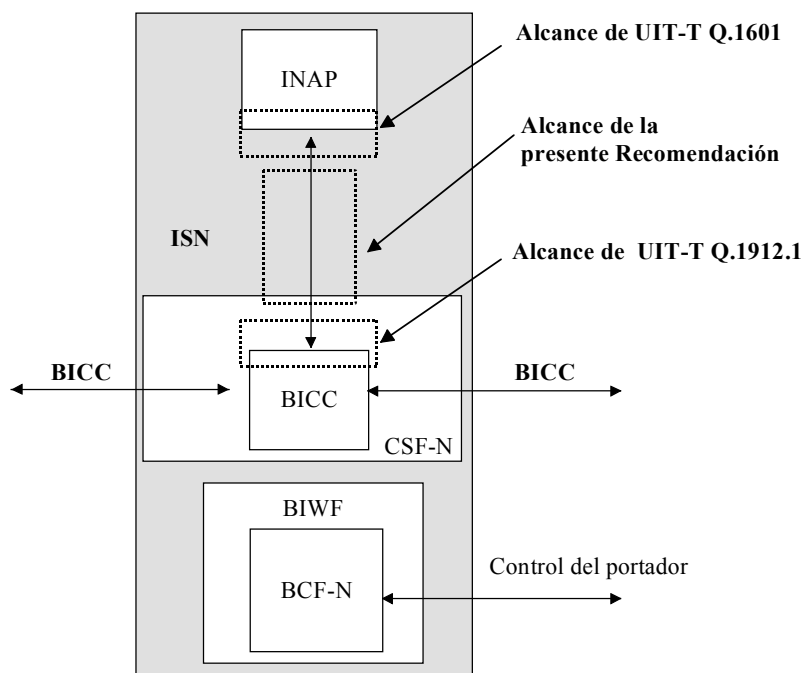 Alcance de UIT-T Q.1601
INAP
Alcance de la
presente Recomendación
ISN
Alcance de UIT-T Q.1912.1
BICC
BICC
BICC
CSF-N
BIWF
Control del portador
BCF-N